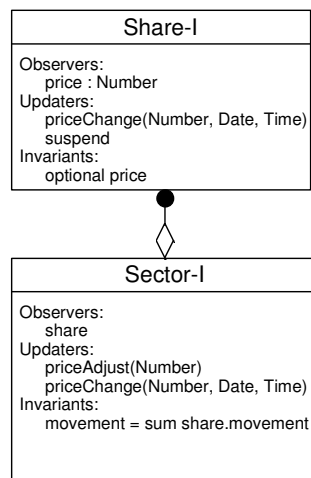 Share-I
Observers:
price : Number
Updaters:
priceChange(Number, Date, Time)
suspend
Invariants:
optional price
Sector-I
Observers:
share
Updaters:
priceAdjust(Number)
priceChange(Number, Date, Time)
Invariants:
movement = sum share.movement